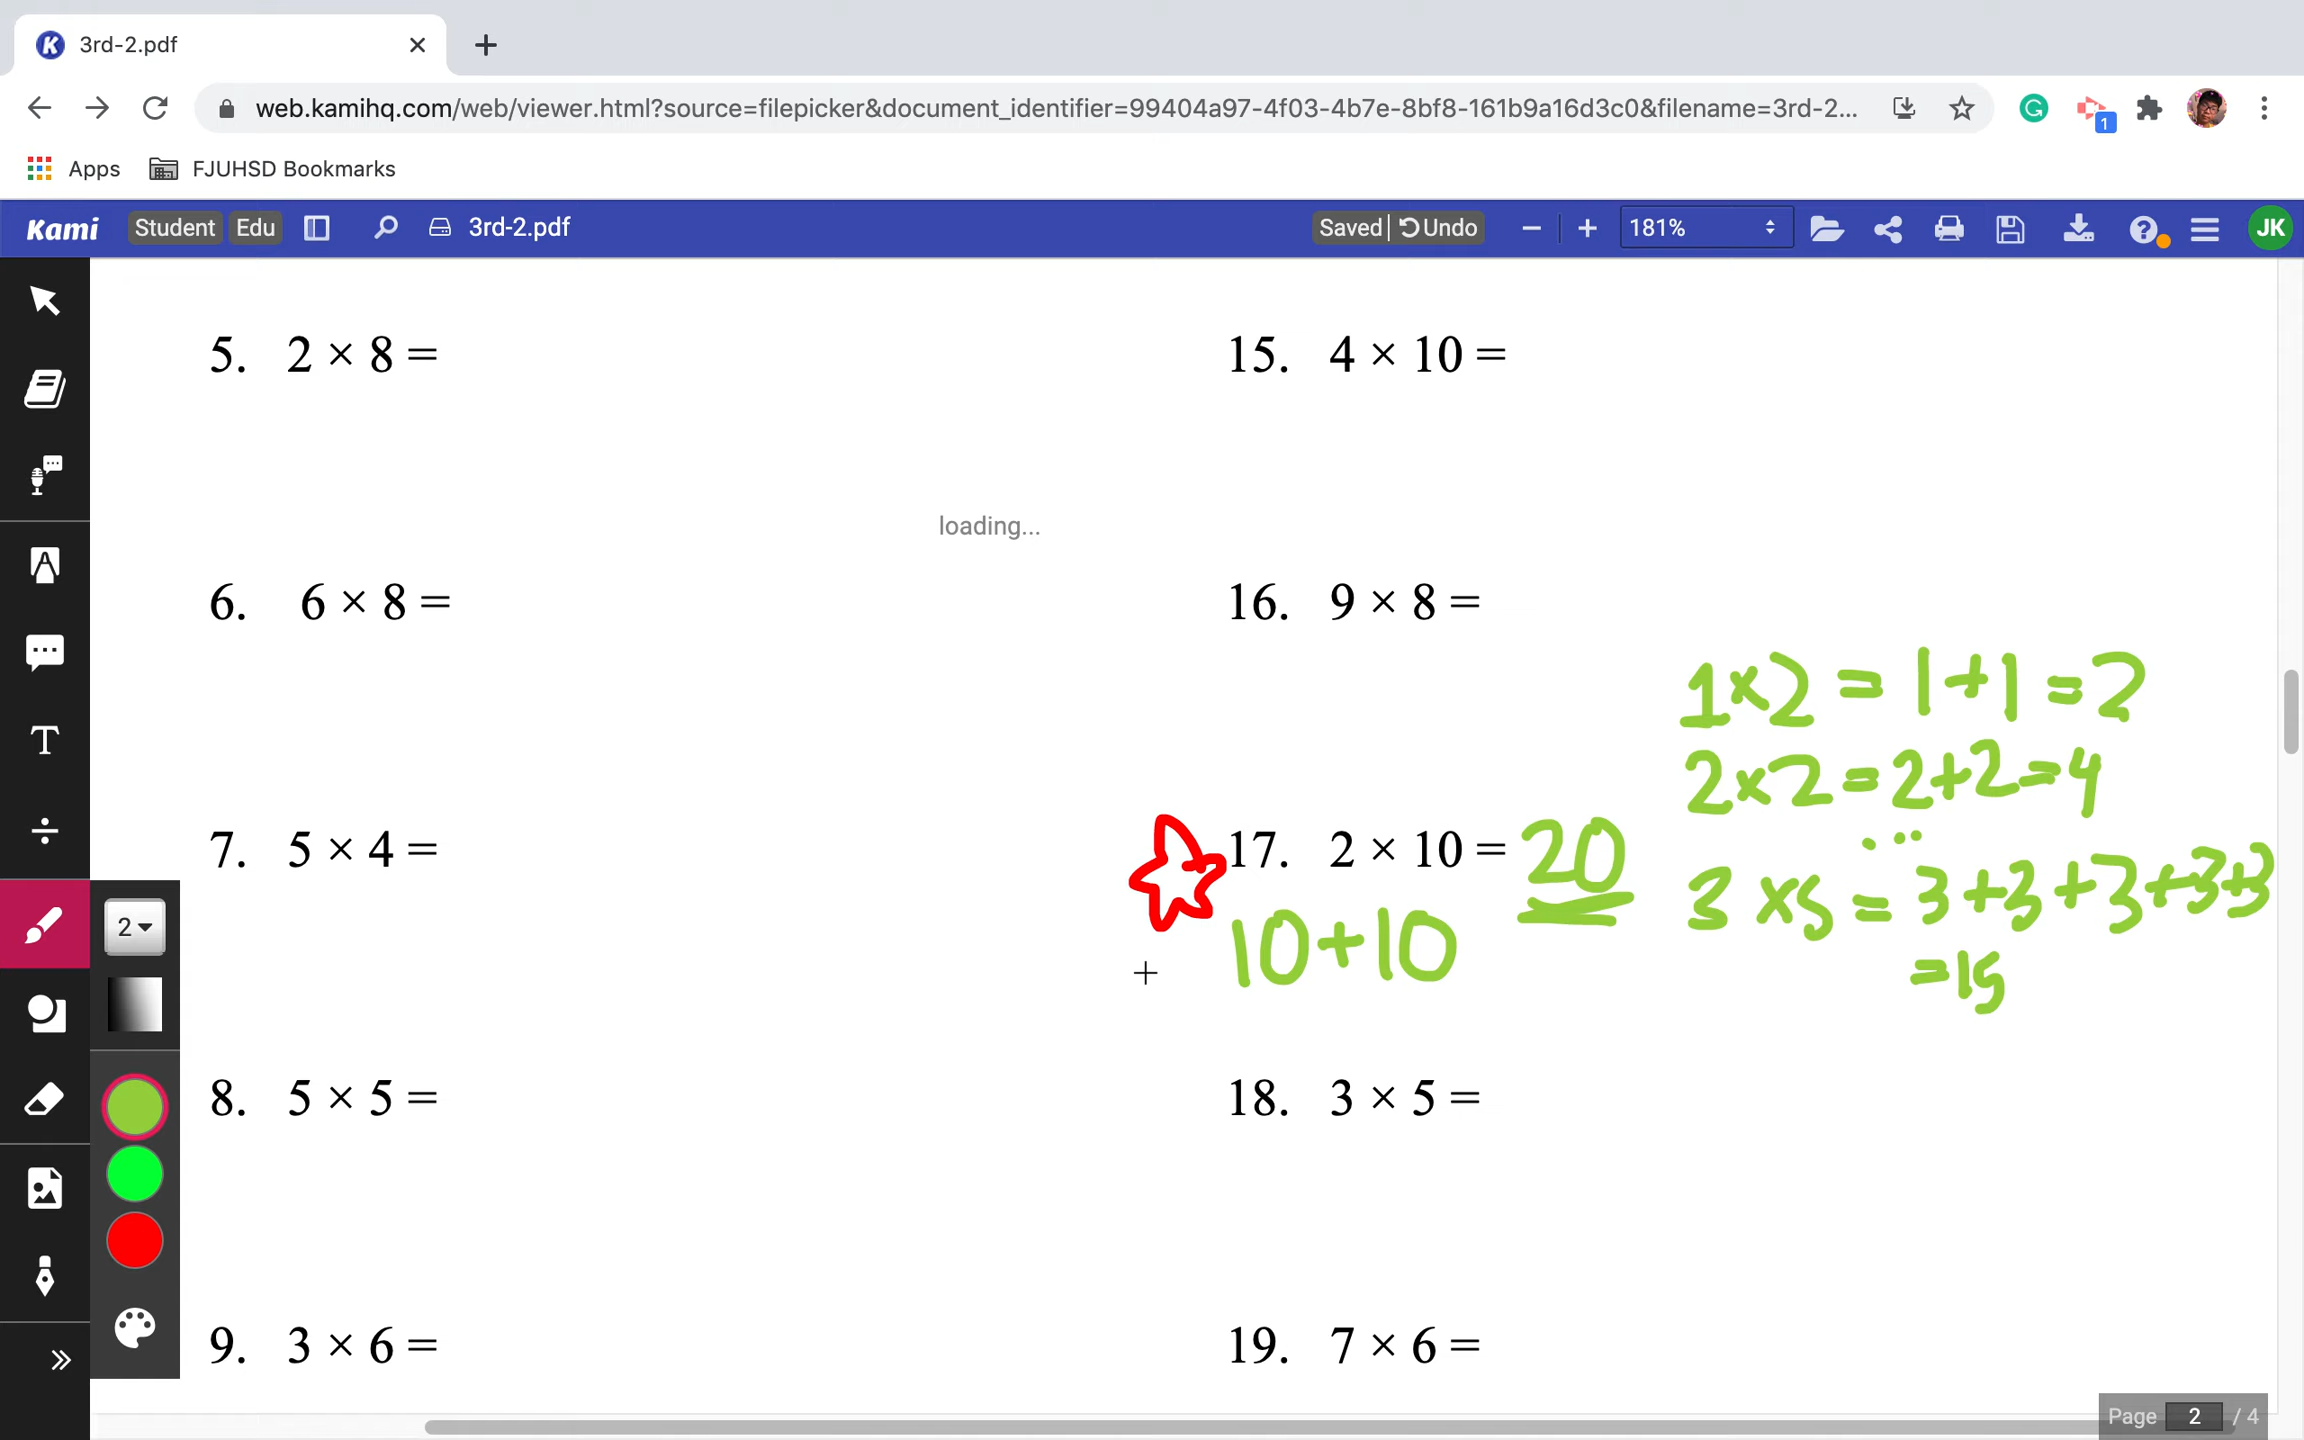 3rd-2.pdf
web.kamihq.com/web/viewer.html?source=filepicker&document_identifier=99404a97-4f03-4b7e-8bf8-161b9a16d3c0&filename=3rd-2...
1
Apps
FJUHSD Bookmarks
Kami Student Edu 3rd-2.pdf Saved Undo − + 181% JK
5. 2 × 8 =
15. 4 × 10 =
loading...
6. 6 × 8 =
16. 9 × 8 =
1×2 = 1+1 =2
2×2 =2+2=4
7. 5 × 4 =
17. 2 × 10 = 20
3 ×5 = 3+3+3+3+3
10+10
=15
2
8. 5 × 5 =
18. 3 × 5 =
9. 3 × 6 =
19. 7 × 6 =
Page 2 / 4